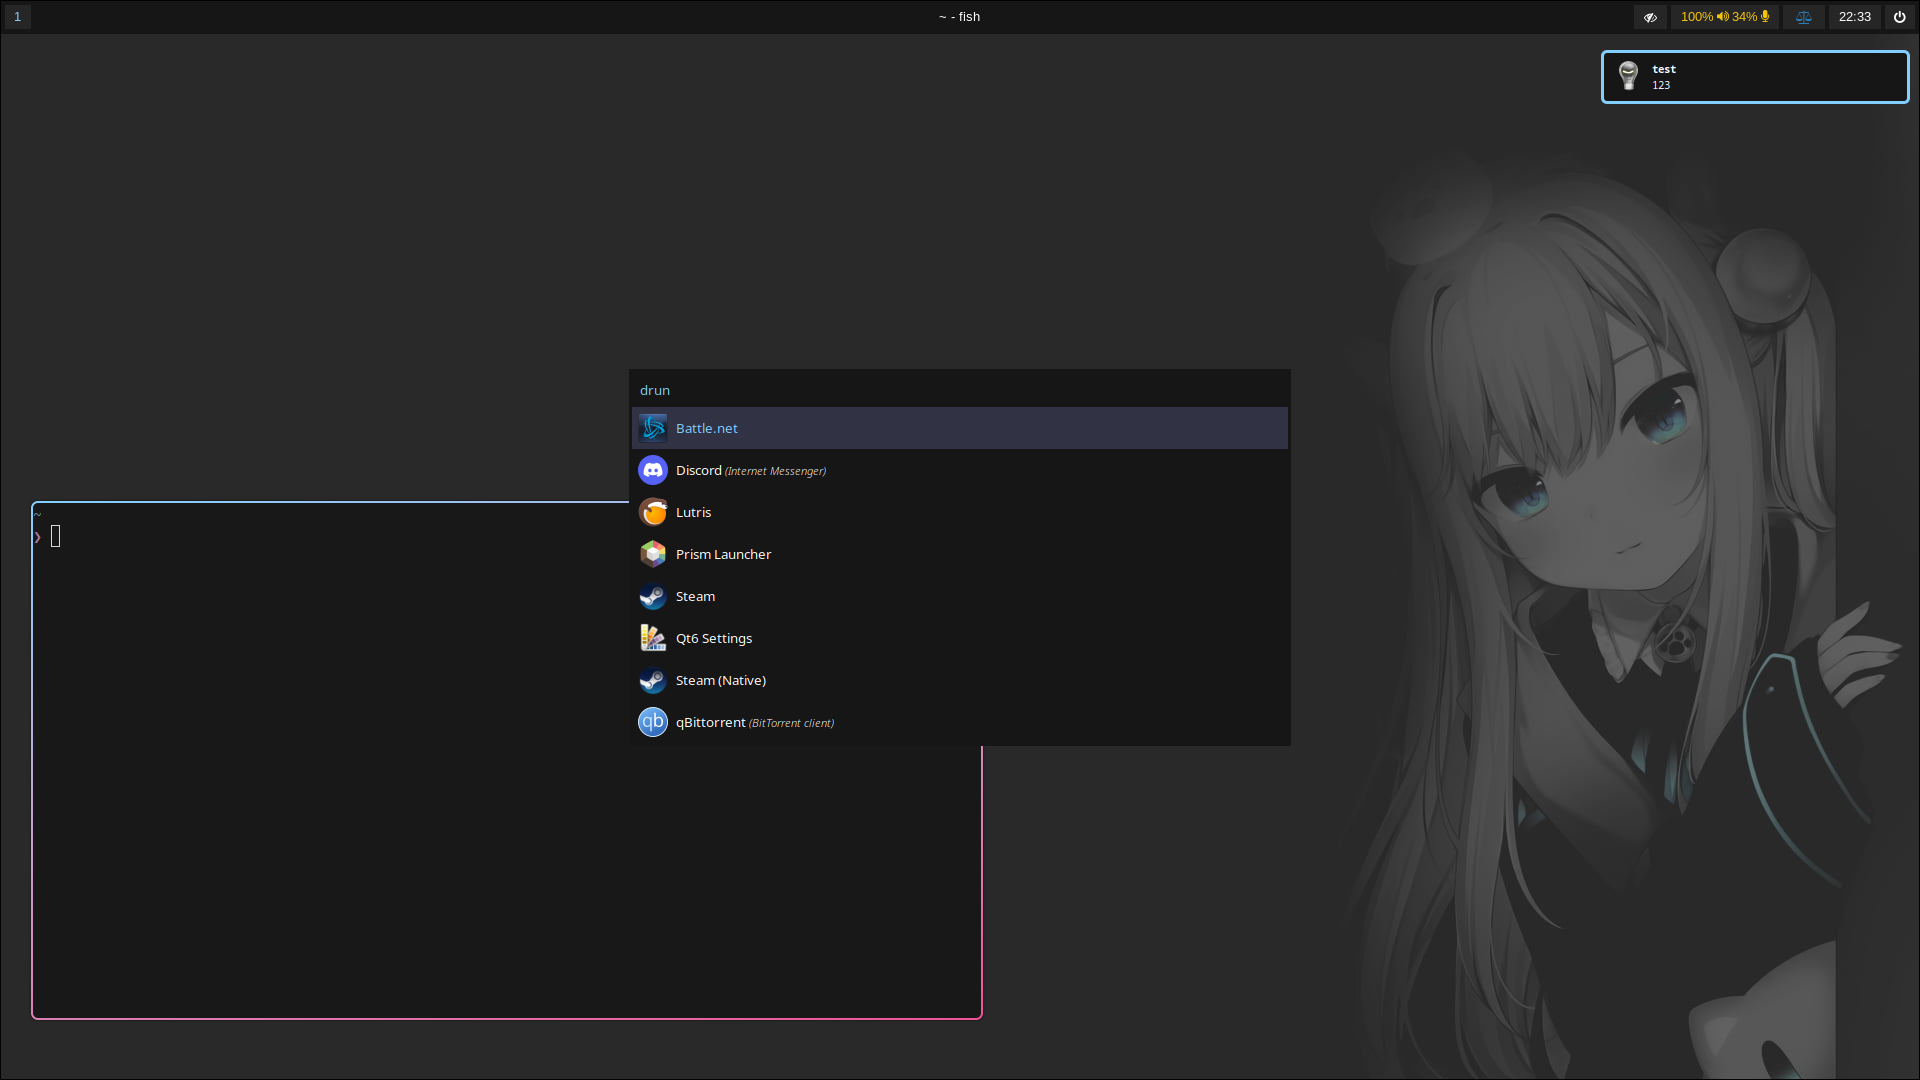 1
~ - fish
100% 34%
22:33
test
123
drun
Battle.net
Discord (Internet Messenger)
Lutris
Prism Launcher
Steam
Qt6 Settings
Steam (Native)
qb qBittorrent (BitTorrent client)
~
❯